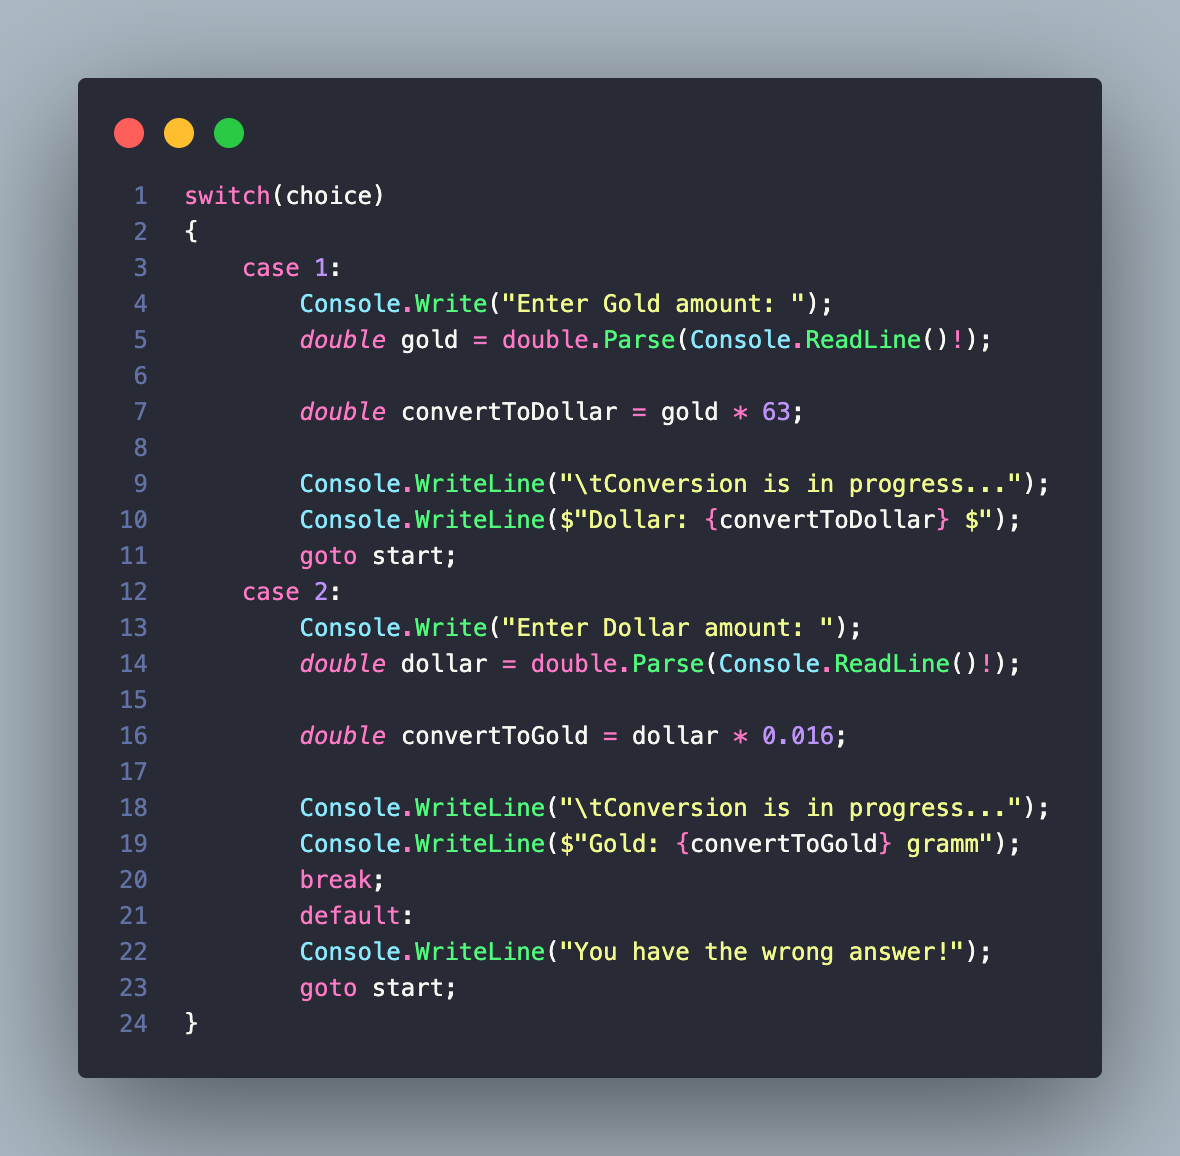 1 switch(choice)
2 {
3     case 1:
4         Console.Write("Enter Gold amount: ");
5         double gold = double.Parse(Console.ReadLine()!);
6
7         double convertToDollar = gold * 63;
8
9         Console.WriteLine("\tConversion is in progress...");
10         Console.WriteLine($"Dollar: {convertToDollar} $");
11         goto start;
12     case 2:
13         Console.Write("Enter Dollar amount: ");
14         double dollar = double.Parse(Console.ReadLine()!);
15
16         double convertToGold = dollar * 0.016;
17
18         Console.WriteLine("\tConversion is in progress...");
19         Console.WriteLine($"Gold: {convertToGold} gramm");
20         break;
21         default:
22         Console.WriteLine("You have the wrong answer!");
23         goto start;
24 }